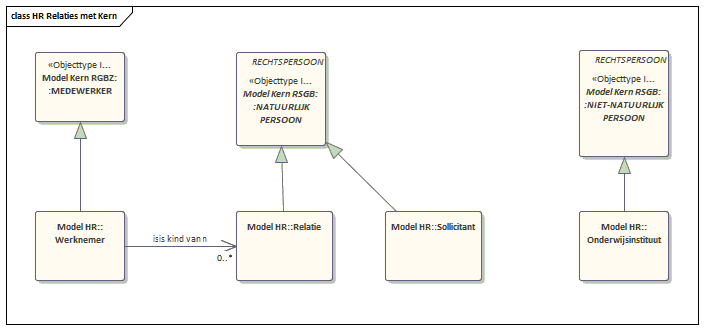 class HR Relaties met Kern
«Objecttype I...
Model Kern RGBZ:
:MEDEWERKER
RECHTSPERSOON
«Objecttype I...
Model Kern RSGB:
:NATUURLIJK
PERSOON
RECHTSPERSOON
«Objecttype I...
Model Kern RSGB:
:NIET-NATUURLIJK
PERSOON
Model HR::
Werknemer
isis kind van n
0..*
Model HR::Relatie
Model HR::Sollicitant
Model HR::
Onderwijsinstituut